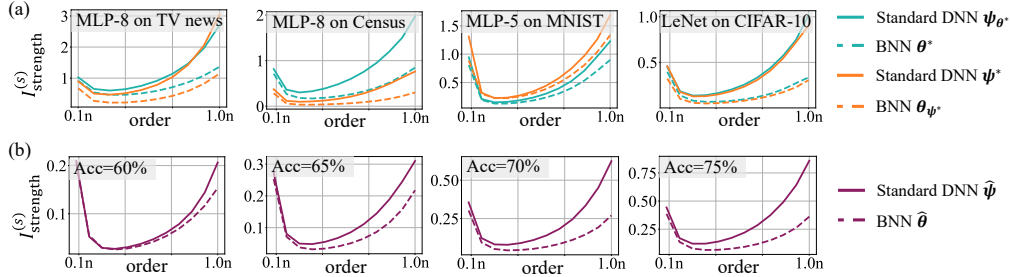 (a)
MLP-8 on TV news
MLP-8 on Census
MLP-5 on MNIST
LeNet on CIFAR-10
I^{(s)}_{strength}
3
2
1
2
1
0
1.5
1.0
0.5
1.0
0.5
0.1n order 1.0n
0.1n order 1.0n
0.1n order 1.0n
0.1n order 1.0n
Standard DNN ψ_{θ*}
BNN θ*
Standard DNN ψ*
BNN θ_{ψ*}
(b)
Acc=60%
Acc=65%
Acc=70%
Acc=75%
I^{(s)}_{strength}
0.2
0.1
0.3
0.2
0.1
0.50
0.25
0.75
0.50
0.25
0.1n order 1.0n
0.1n order 1.0n
0.1n order 1.0n
0.1n order 1.0n
Standard DNN ψ̂
BNN θ̂